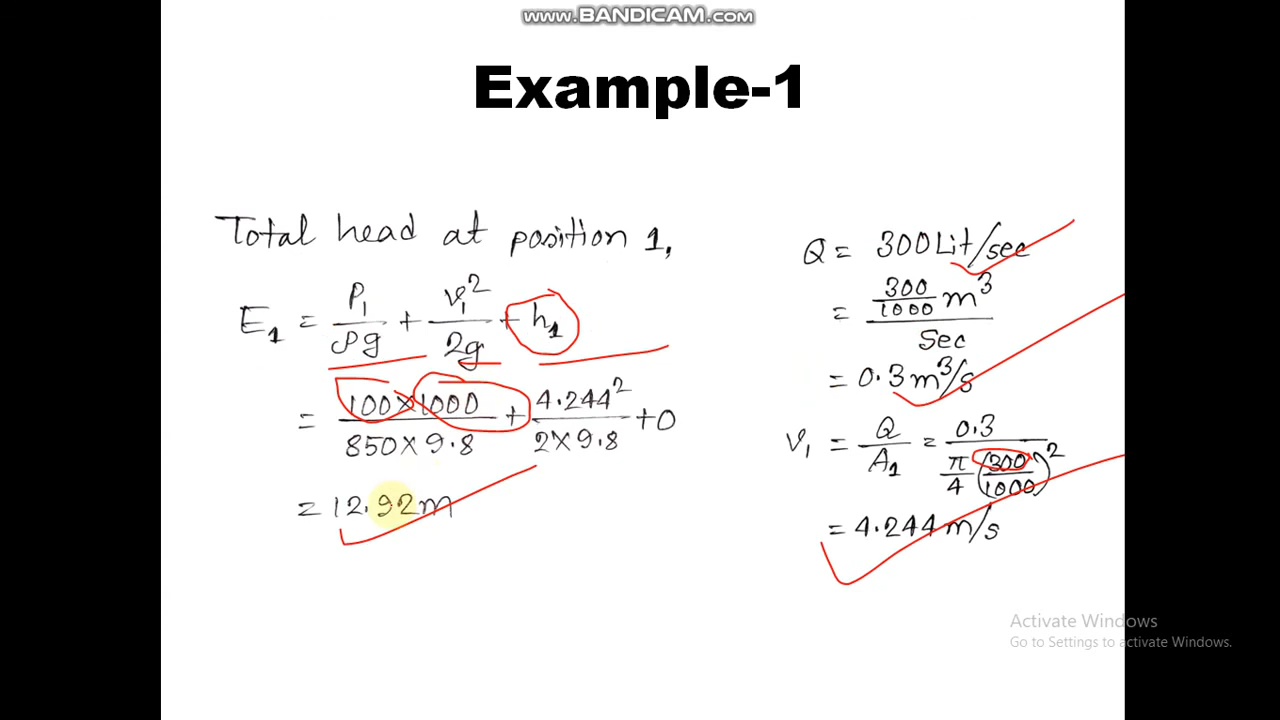 www.BANDICAM.com
Example-1
Total head at position 1,
E₁ = P₁/ρg + v₁²/2g + h₁
= 100×1000/850×9.8 + 4.244²/2×9.8 + 0
= 12.92m
Q = 300 Lit/sec
= 300/1000 m³/Sec
= 0.3 m³/s
v₁ = Q/A₁ = 0.3/π/4 (300/1000)²
= 4.244 m/s
Activate Windows
Go to Settings to activate Windows.